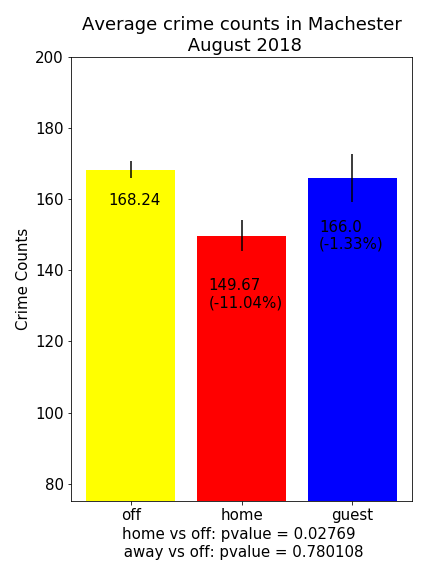 Average crime counts in Machester
August 2018
200
180
160
140
120
100
80
Crime Counts
168.24
149.67
(-11.04%)
166.0
(-1.33%)
off home guest
home vs off: pvalue = 0.02769
away vs off: pvalue = 0.780108